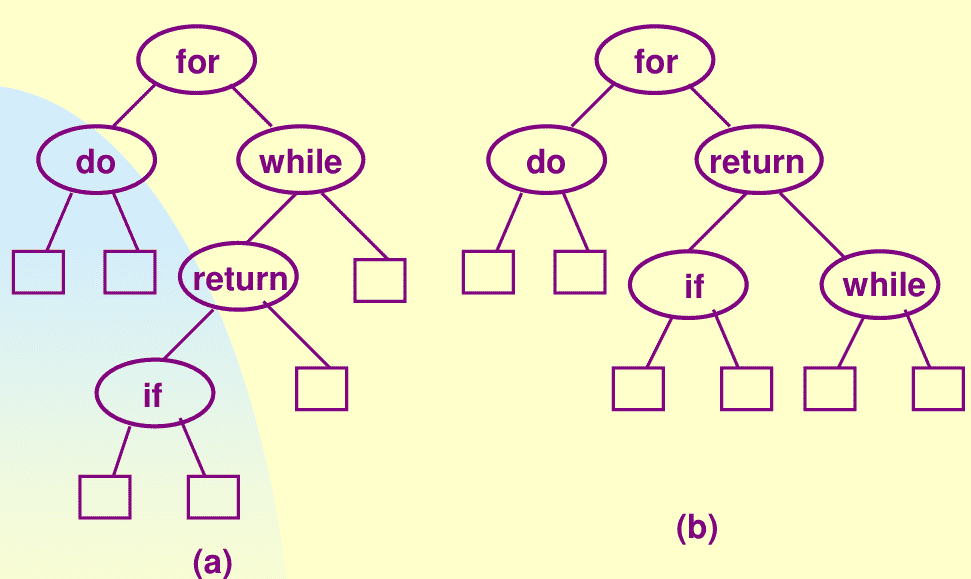 for
do
while
return
if
(a)
for
do
return
if
while
(b)